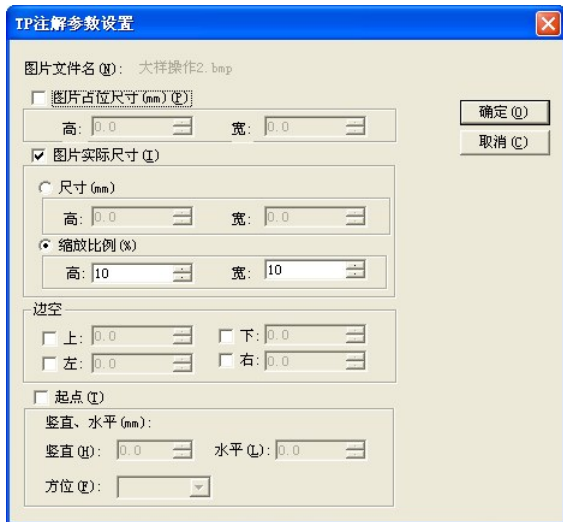 TP注解参数设置
图片文件名(N): 大样操作2.bmp
图片占位尺寸(mm)(P)
高: 0.0 宽: 0.0
确定(O)
取消(C)
图片实际尺寸(I)
尺寸(mm)
高: 0.0 宽: 0.0
缩放比例(%)
高: 10 宽: 10
边空
上: 0.0 下: 0.0
左: 0.0 右: 0.0
起点(T)
竖直、水平(mm):
竖直(H): 0.0 水平(L): 0.0
方位(F):